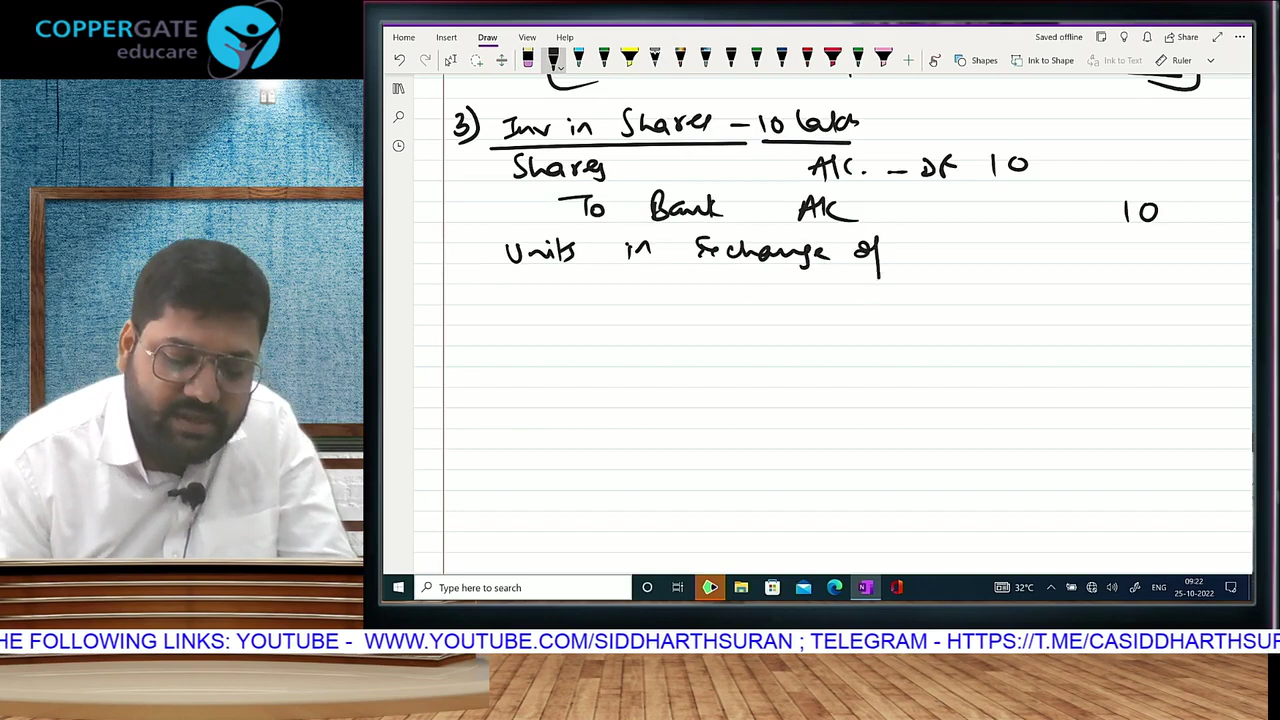 COPPERGATE
educare
Home Insert Draw View Help
Saved offline
Share
Shapes
Ink to Shape
Ink to Text
Ruler
3) Inv in Shares - 10 lakhs
Shares A/c. - Dr 10
To Bank A/c 10
Units in Exchange of
Type here to search
32°C
ENG
09:22
25-10-2022
HE FOLLOWING LINKS: YOUTUBE - WWW.YOUTUBE.COM/SIDDHARTHSURAN ; TELEGRAM - HTTPS://T.ME/CASIDDHARTHSUR